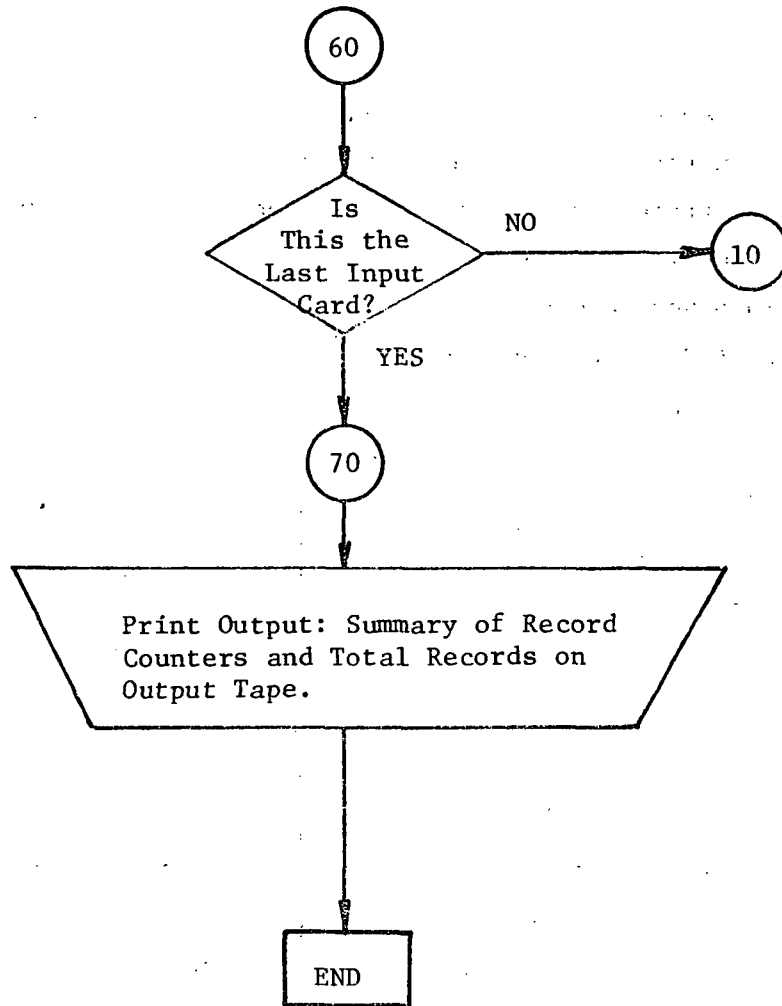 60
Is
This the
Last Input
Card?
NO
10
YES
70
Print Output: Summary of Record
Counters and Total Records on
Output Tape.
END